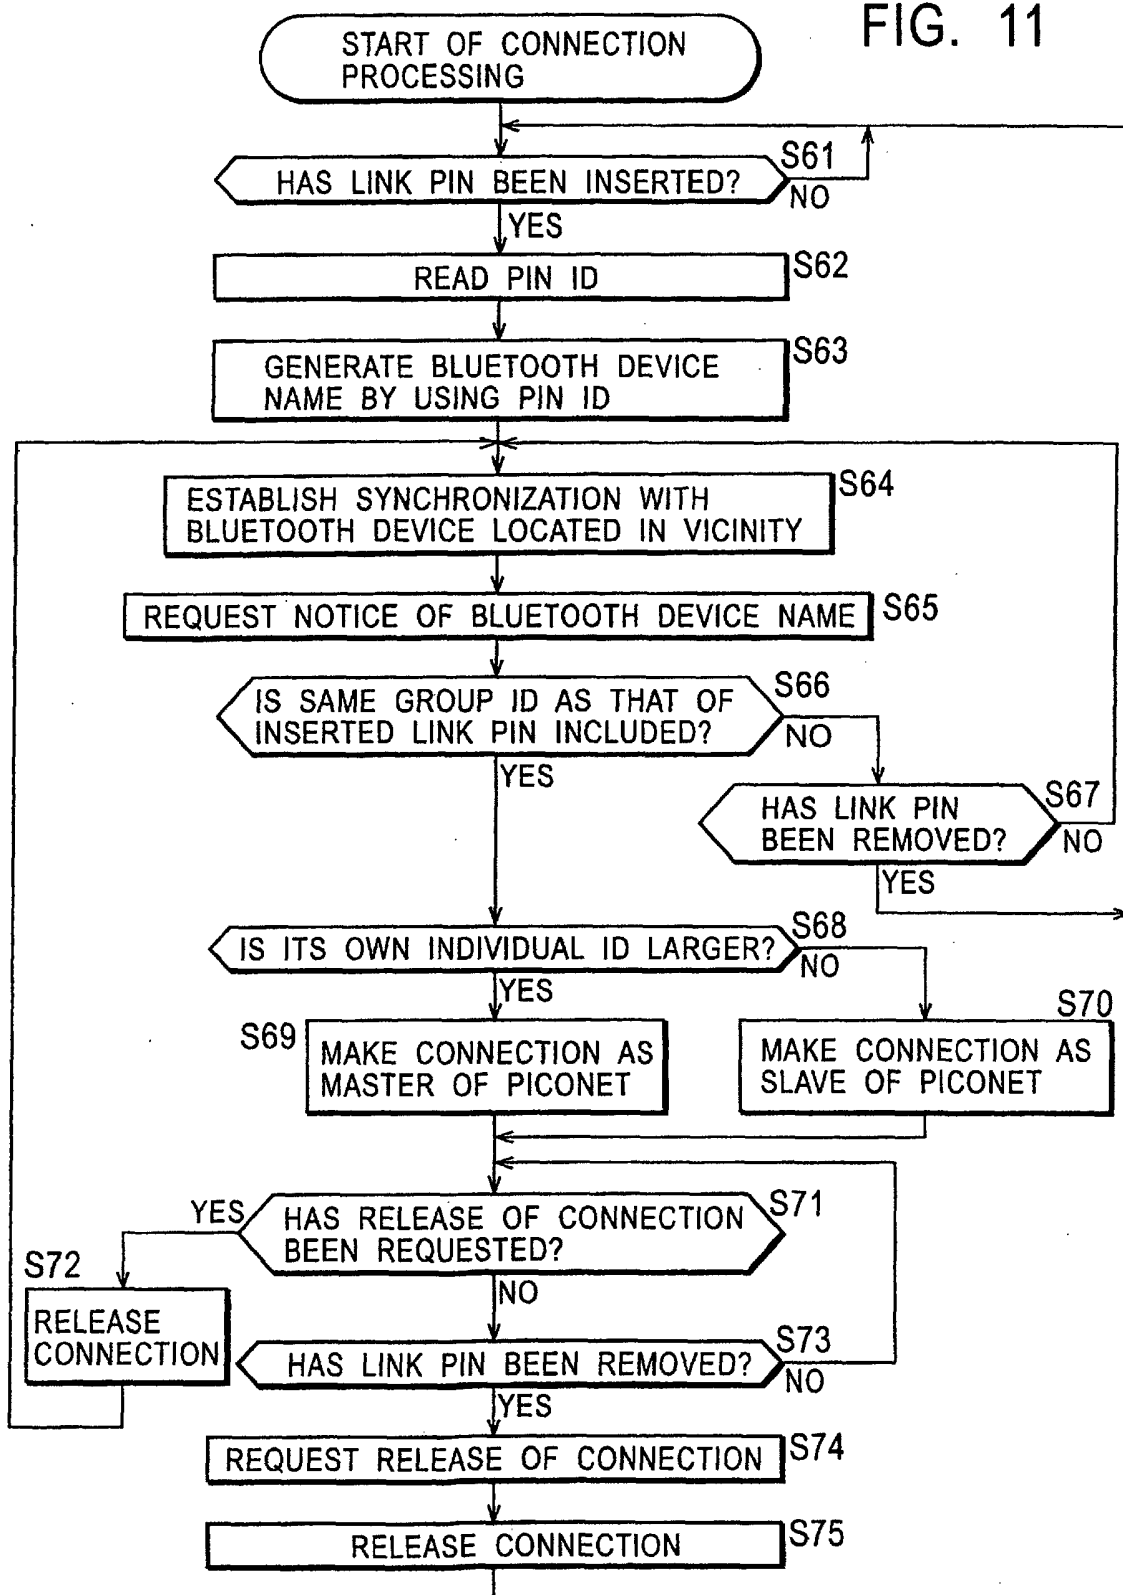 FIG. 11
START OF CONNECTION
PROCESSING
S61
HAS LINK PIN BEEN INSERTED?
NO
YES
S62
READ PIN ID
S63
GENERATE BLUETOOTH DEVICE
NAME BY USING PIN ID
S64
ESTABLISH SYNCHRONIZATION WITH
BLUETOOTH DEVICE LOCATED IN VICINITY
REQUEST NOTICE OF BLUETOOTH DEVICE NAME
S65
S66
IS SAME GROUP ID AS THAT OF
INSERTED LINK PIN INCLUDED?
NO
YES
S67
HAS LINK PIN
BEEN REMOVED?
NO
YES
S68
IS ITS OWN INDIVIDUAL ID LARGER?
NO
YES
S69
MAKE CONNECTION AS
MASTER OF PICONET
S70
MAKE CONNECTION AS
SLAVE OF PICONET
S71
YES
HAS RELEASE OF CONNECTION
BEEN REQUESTED?
NO
S72
RELEASE
CONNECTION
S73
HAS LINK PIN BEEN REMOVED?
NO
YES
REQUEST RELEASE OF CONNECTION
S74
RELEASE CONNECTION
S75